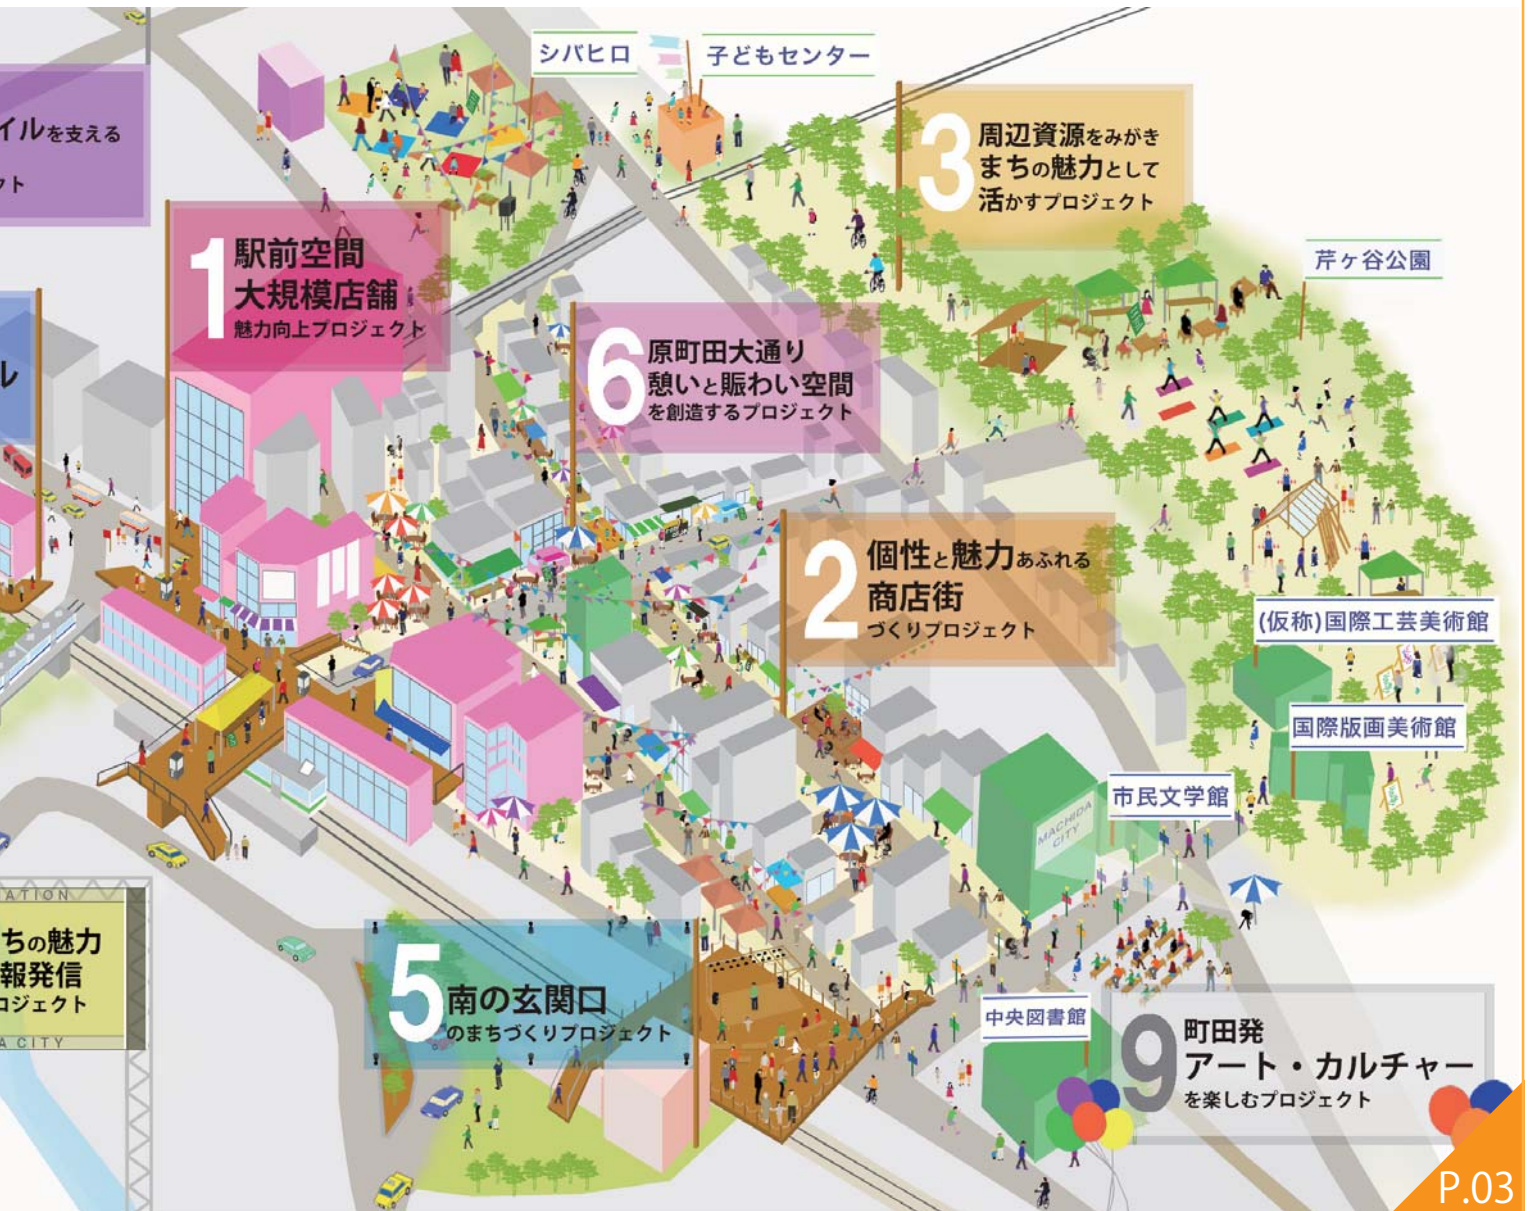 シバヒロ
子どもセンター
イルを支える
クト
3
周辺資源をみがき
まちの魅力として
活かすプロジェクト
1
駅前空間
大規模店舗
魅力向上プロジェクト
芹ヶ谷公園
6
原町田大通り
憩いと賑わい空間
を創造するプロジェクト
ル
2
個性と魅力あふれる
商店街
づくりプロジェクト
(仮称)国際工芸美術館
国際版画美術館
市民文学館
MACHIDA
CITY
ATION
ちの魅力
報発信
ロジェクト
A CITY
5
南の玄関口
のまちづくりプロジェクト
中央図書館
9
町田発
アート・カルチャー
を楽しむプロジェクト
P.03